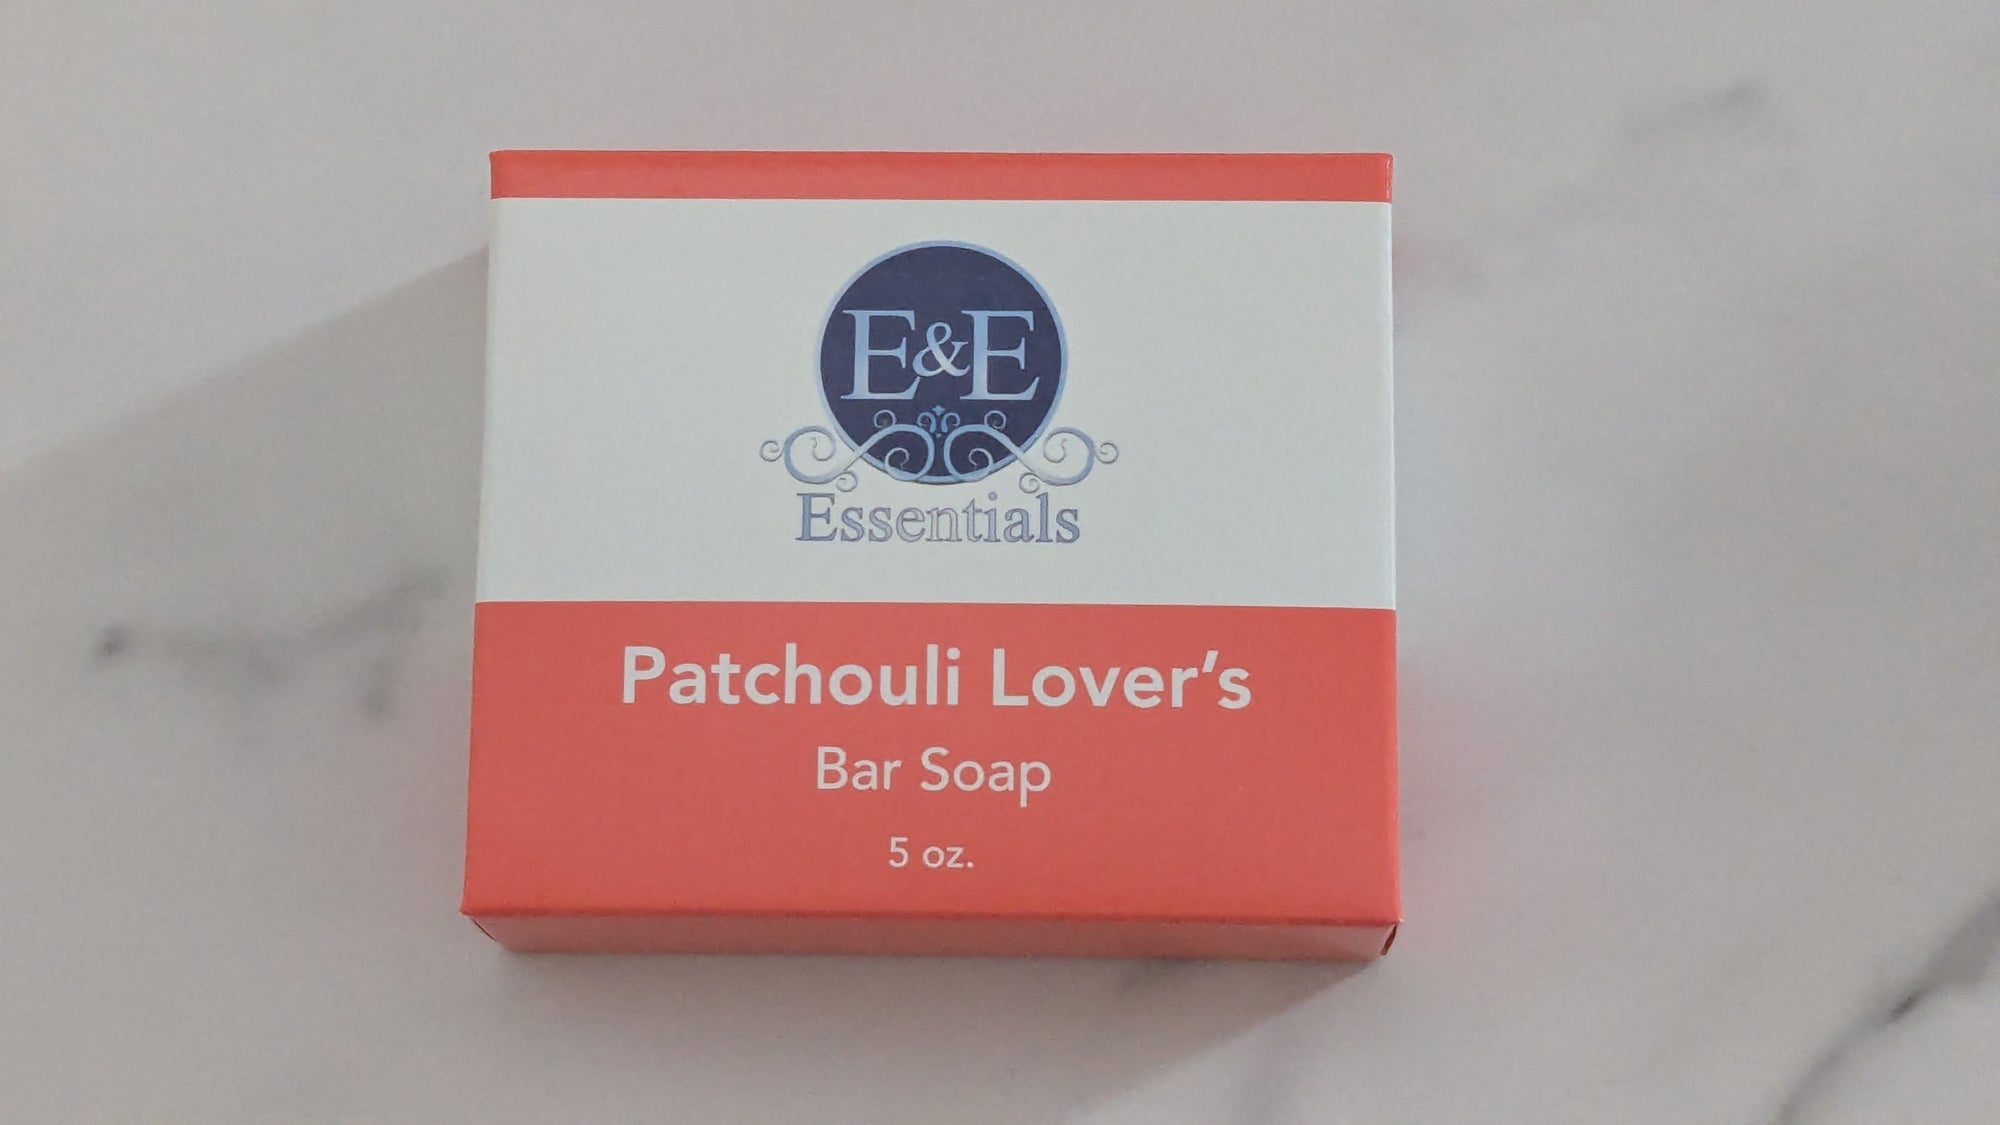 E&E
Essentials
Patchouli Lover's
Bar Soap
5 oz.